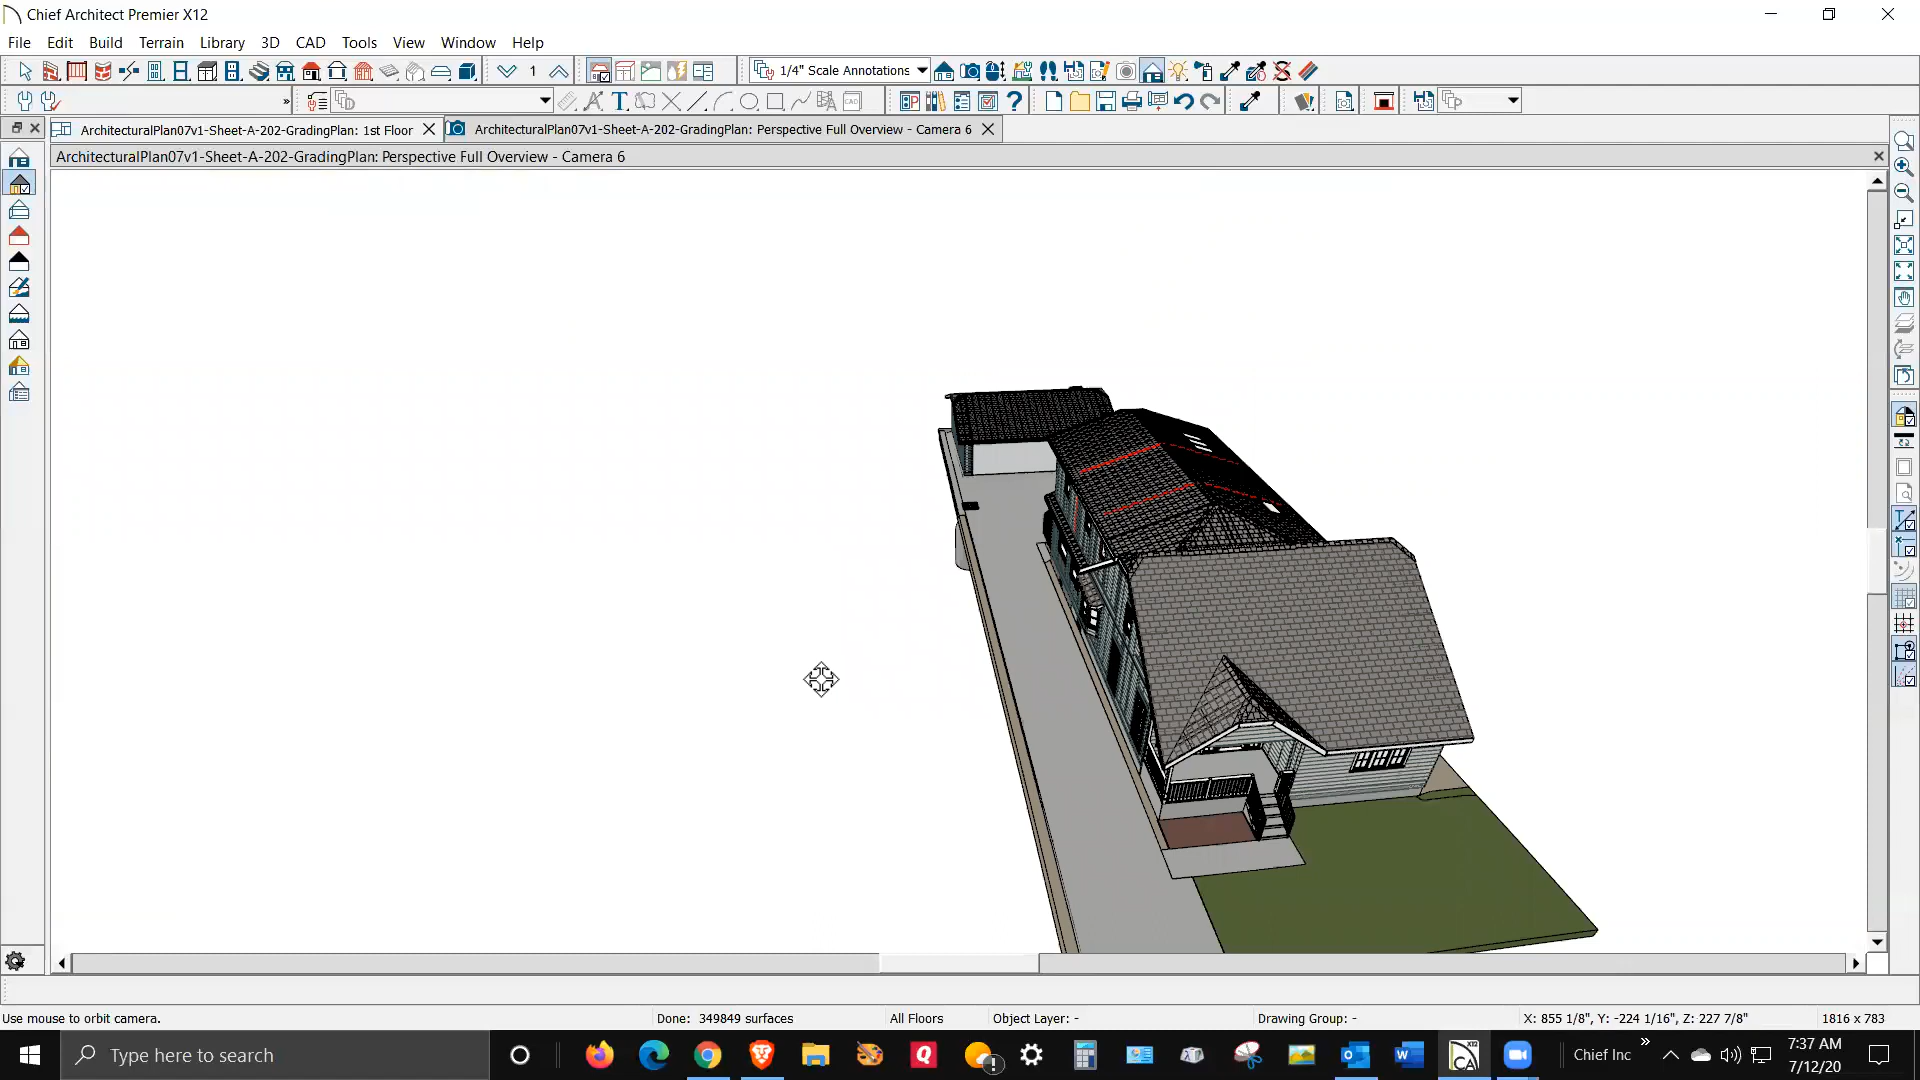 Chief Architect Premier X12
File Edit Build Terrain Library 3D CAD Tools View Window Help
1 1/4" Scale Annotations
ArchitecturalPlan07v1-Sheet-A-202-GradingPlan: 1st Floor ArchitecturalPlan07v1-Sheet-A-202-GradingPlan: Perspective Full Overview - Camera 6
ArchitecturalPlan07v1-Sheet-A-202-GradingPlan: Perspective Full Overview - Camera 6
Use mouse to orbit camera. Done: 349849 surfaces All Floors Object Layer: - Drawing Group: - X: 855 1/8", Y: -224 1/16", Z: 227 7/8" 1816 x 783
Type here to search Chief Inc 7:37 AM
7/12/20